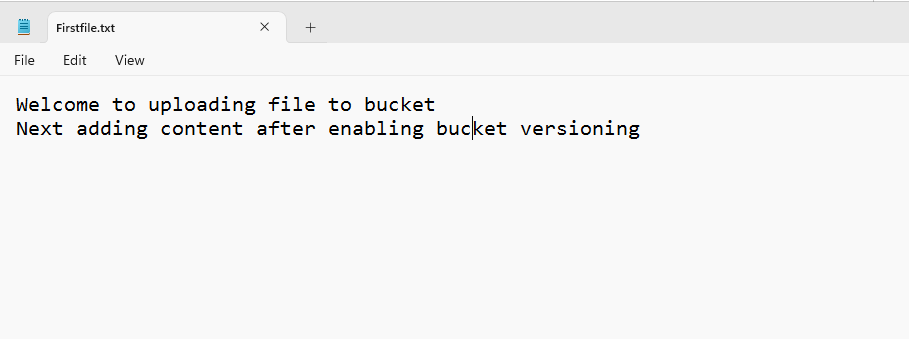 Firstfile.txt
File Edit View
Welcome to uploading file to bucket
Next adding content after enabling bucket versioning